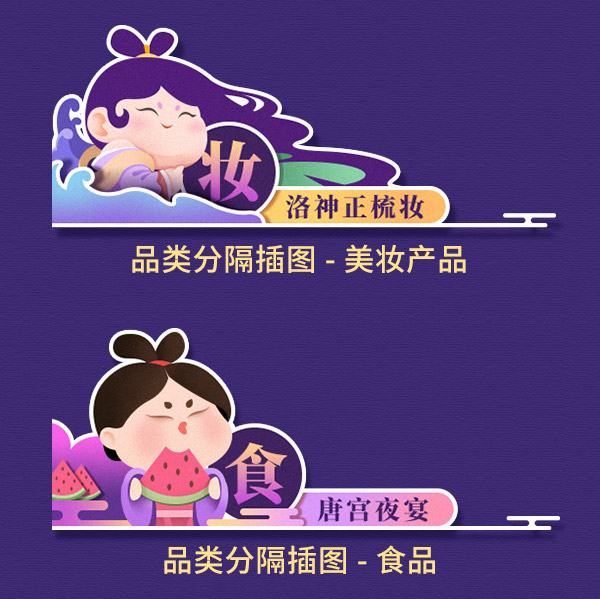 妆
洛神正梳妆
品类分隔插图 - 美妆产品
食
唐宫夜宴
品类分隔插图 - 食品